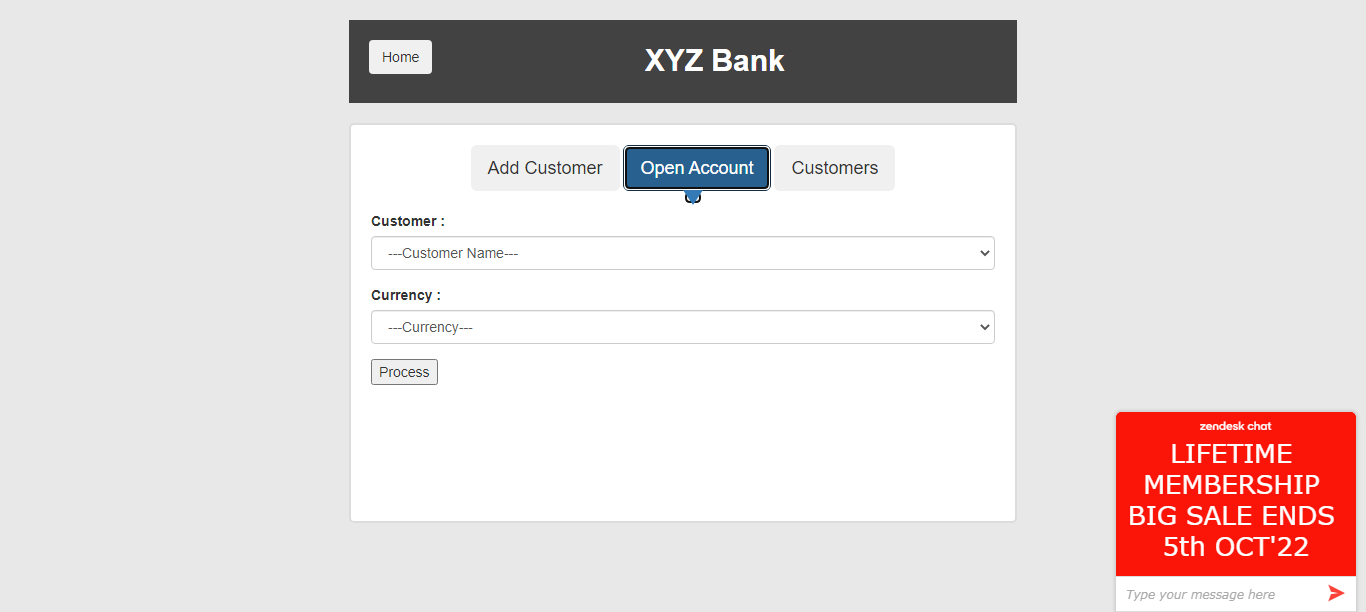 Home
XYZ Bank
Add Customer
Open Account
Customers
Customer :
---Customer Name---
Currency :
---Currency---
Process
zendesk chat
LIFETIME
MEMBERSHIP
BIG SALE ENDS
5th OCT'22
Type your message here